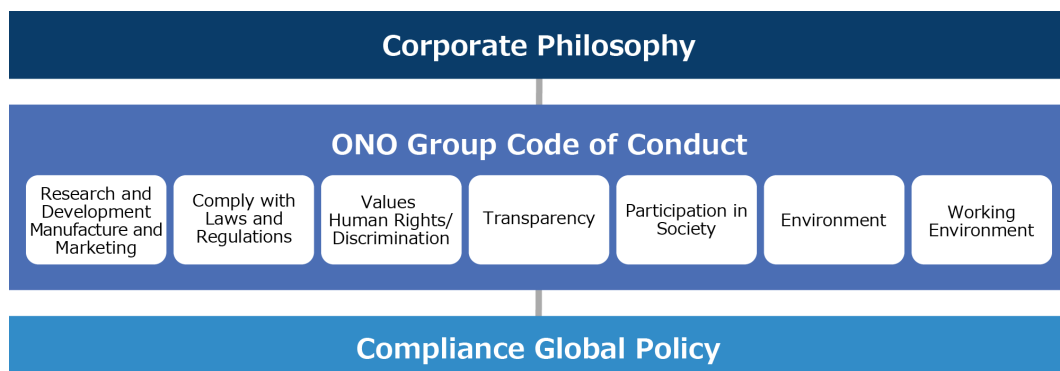 Corporate Philosophy
ONO Group Code of Conduct
Research and
Development
Manufacture and
Marketing
Comply with
Laws and
Regulations
Values
Human Rights/
Discrimination
Transparency
Participation in
Society
Environment
Working
Environment
Compliance Global Policy